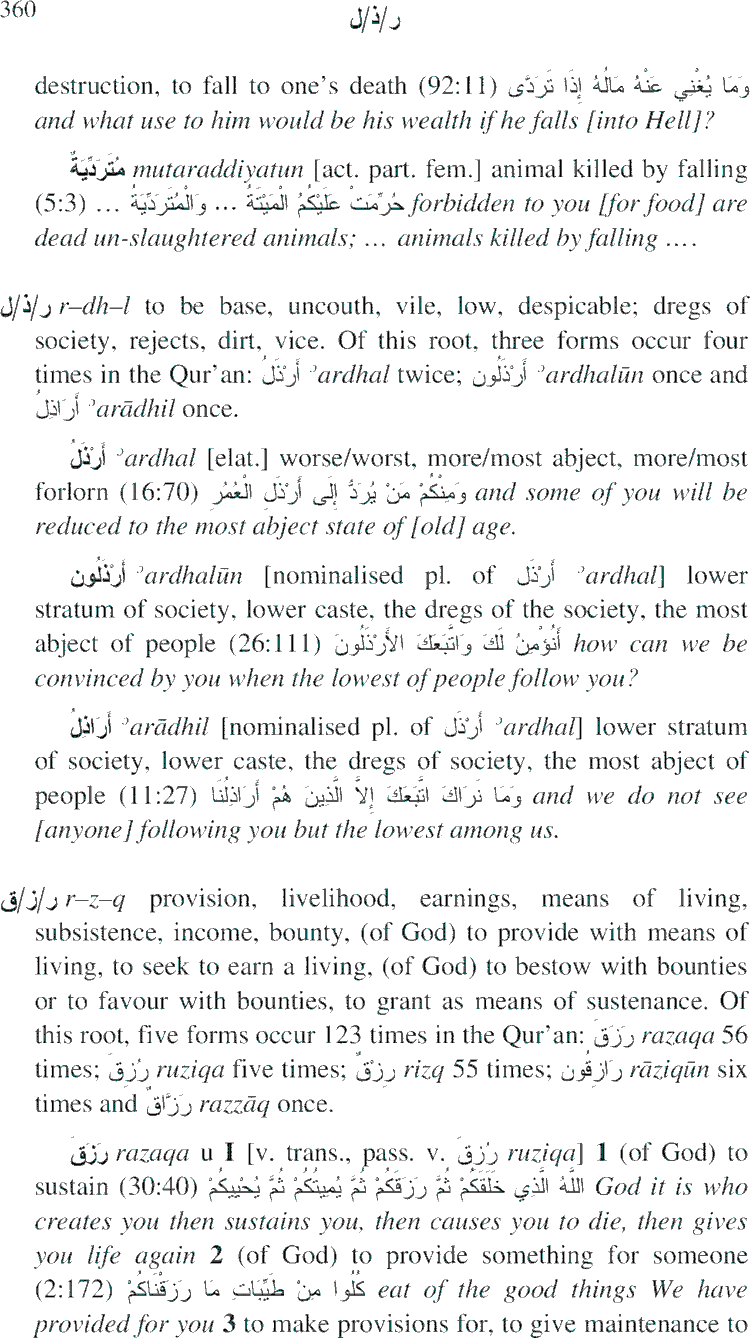 360
ر/ذ/ل
destruction, to fall to one’s death (92:11) وَمَا يُغْنِي عَنْهُ مَالُهُ إِذَا تَرَدَّى
and what use to him would be his wealth if he falls [into Hell]?
مُتَرَدِّيَةٌ mutaraddiyatun [act. part. fem.] animal killed by falling
(5:3) حُرِّمَتْ عَلَيْكُمُ الْمَيْتَةُ ... وَالْمُتَرَدِّيَةُ ... forbidden to you [for food] are
dead un-slaughtered animals; … animals killed by falling ….
ر/ذ/ل r–dh–l to be base, uncouth, vile, low, despicable; dregs of
society, rejects, dirt, vice. Of this root, three forms occur four
times in the Qur’an: أَرْذَلُ ʾardhal twice; أَرْذَلُون ʾardhalūn once and
أَرَاذِلُ ʾarādhil once.
أَرْذَلُ ʾardhal [elat.] worse/worst, more/most abject, more/most
forlorn (16:70) وَمِنْكُمْ مَنْ يُرَدُّ إِلَى أَرْذَلِ الْعُمُرِ and some of you will be
reduced to the most abject state of [old] age.
أَرْذَلُون ʾardhalūn [nominalised pl. of أَرْذَل ʾardhal] lower
stratum of society, lower caste, the dregs of the society, the most
abject of people (26:111) أَنُؤْمِنُ لَكَ وَاتَّبَعَكَ الأَرْذَلُونَ how can we be
convinced by you when the lowest of people follow you?
أَرَاذِلُ ʾarādhil [nominalised pl. of أَرْذَل ʾardhal] lower stratum
of society, lower caste, the dregs of society, the most abject of
people (11:27) وَمَا نَرَاكَ اتَّبَعَكَ إِلاَّ الَّذِينَ هُمْ أَرَاذِلُنَا and we do not see
[anyone] following you but the lowest among us.
ر/ز/ق r–z–q provision, livelihood, earnings, means of living,
subsistence, income, bounty, (of God) to provide with means of
living, to seek to earn a living, (of God) to bestow with bounties
or to favour with bounties, to grant as means of sustenance. Of
this root, five forms occur 123 times in the Qur’an: رَزَقَ razaqa 56
times; رُزِقَ ruziqa five times; رِزْقٌ rizq 55 times; رَازِقُون rāziqūn six
times and رَزَّاقٌ razzāq once.
رَزَقَ razaqa u I [v. trans., pass. v. رُزِقَ ruziqa] 1 (of God) to
sustain (30:40) اللَّهُ الَّذِي خَلَقَكُمْ ثُمَّ رَزَقَكُمْ ثُمَّ يُمِيتُكُمْ ثُمَّ يُحْيِيكُمْ God it is who
creates you then sustains you, then causes you to die, then gives
you life again 2 (of God) to provide something for someone
(2:172) كُلُوا مِنْ طَيِّبَاتِ مَا رَزَقْنَاكُمْ eat of the good things We have
provided for you 3 to make provisions for, to give maintenance to